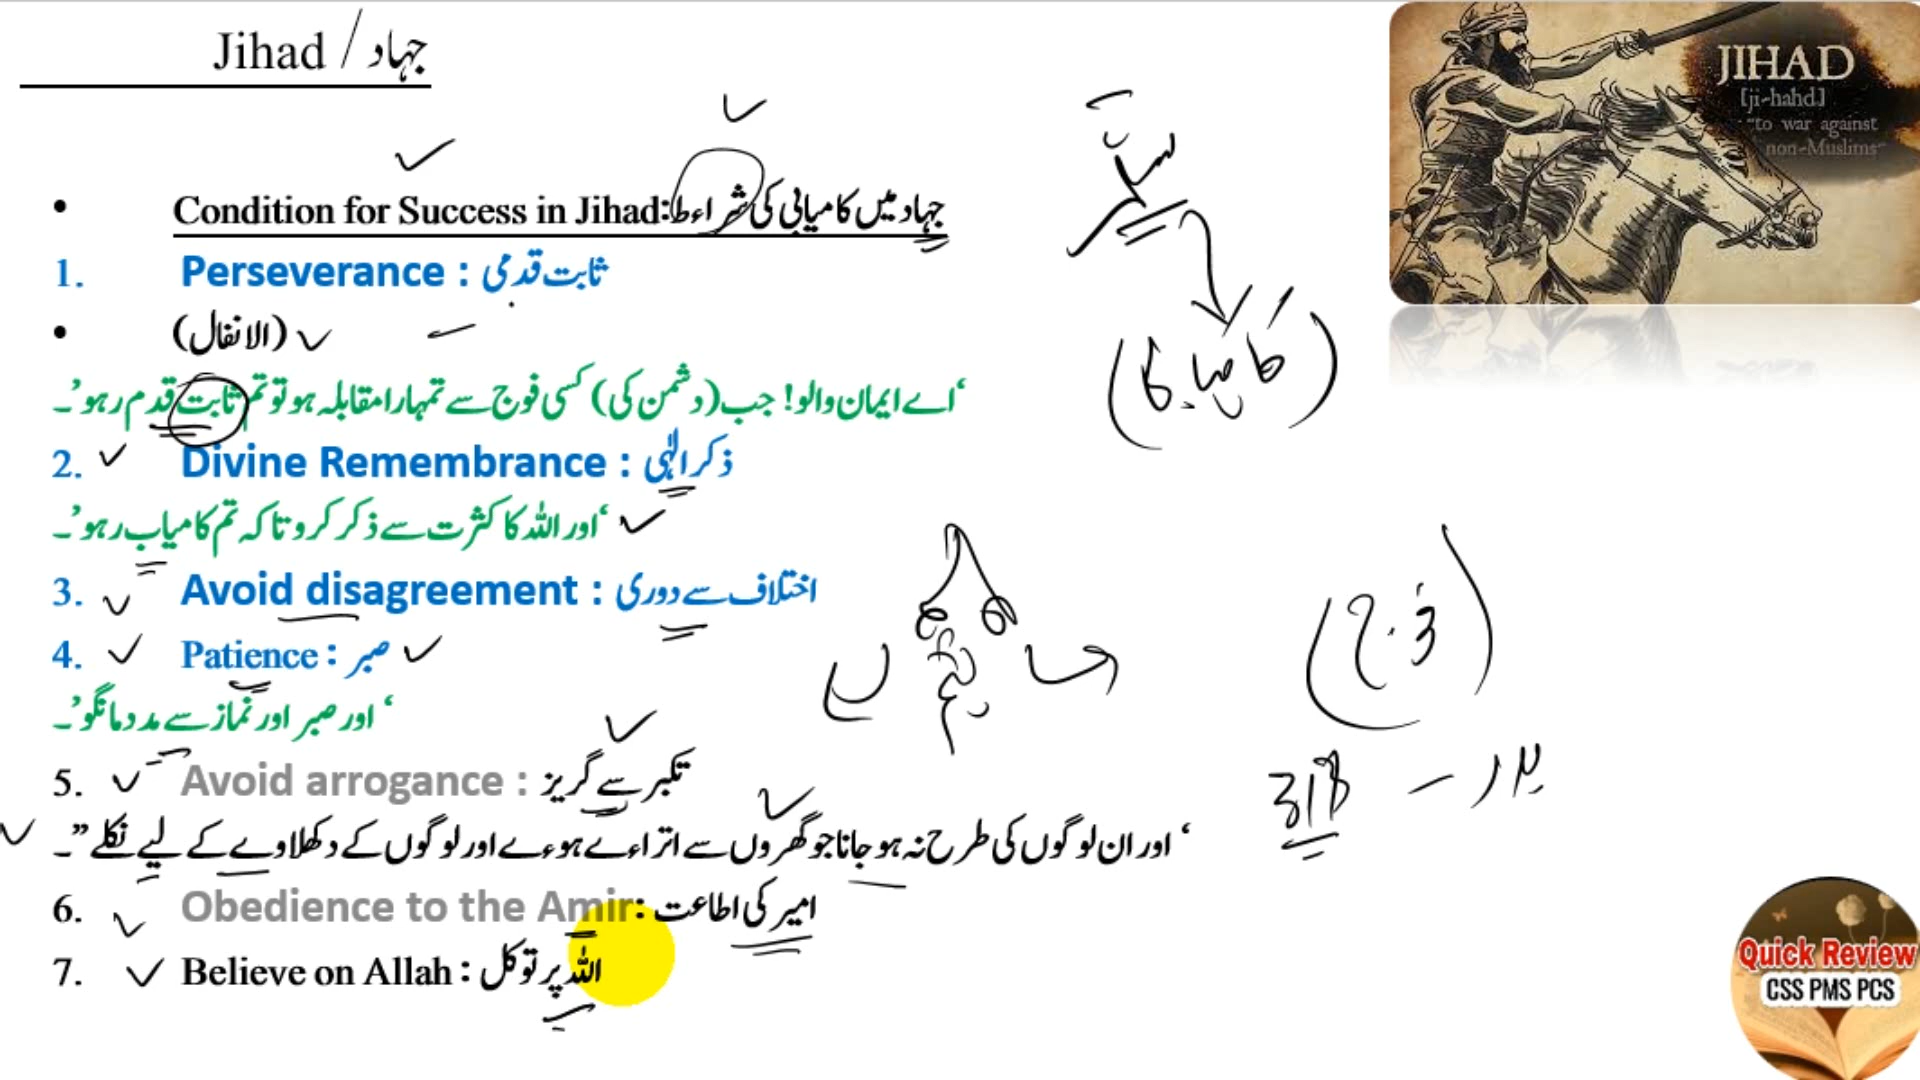 Jihad / جہاد
JIHAD
[ji-hahd]
"to war against
non-Muslims"
• Condition for Success in Jihad:جہاد میں کامیابی کی شراءط
1. Perseverance : ثابت قدمی
• (الانفال)
‘اے ایمان والو! جب (دشمن کی) کسی فوج سے تمہارا مقابلہ ہو تو تم ثابت قدم رہو’۔
2. Divine Remembrance : ذکر الٰہی
‘اور اللہ کا کثرت سے ذکر کرو تاکہ تم کامیاب رہو’۔
3. Avoid disagreement : اختلاف سے دوری
4. Patience : صبر
‘ اور صبر اور نماز سے مدد مانگو’۔
5. Avoid arrogance : تکبر سے گریز
‘ اور ان لوگوں کی طرح نہ ہو جانا جو گھروں سے اتراءے ہوءے اور لوگوں کے دکھلاوے کے لیے نکلے”۔
6. Obedience to the Amir: امیر کی اطاعت
7. Believe on Allah : اللہ پر توکل
313 – بدر
Quick Review
CSS PMS PCS